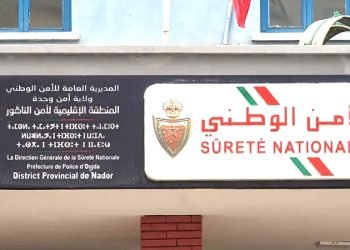 المديرية العامة للأمن الوطني
ولاية أمن وجدة
المنطقة الإقليمية لأمن الناظور
La Direction Générale de la Sûreté Nationale
Préfecture de Police d'Oujda
District Provincial de Nador
الأمن الوطني
SÛRETÉ NATIONAL